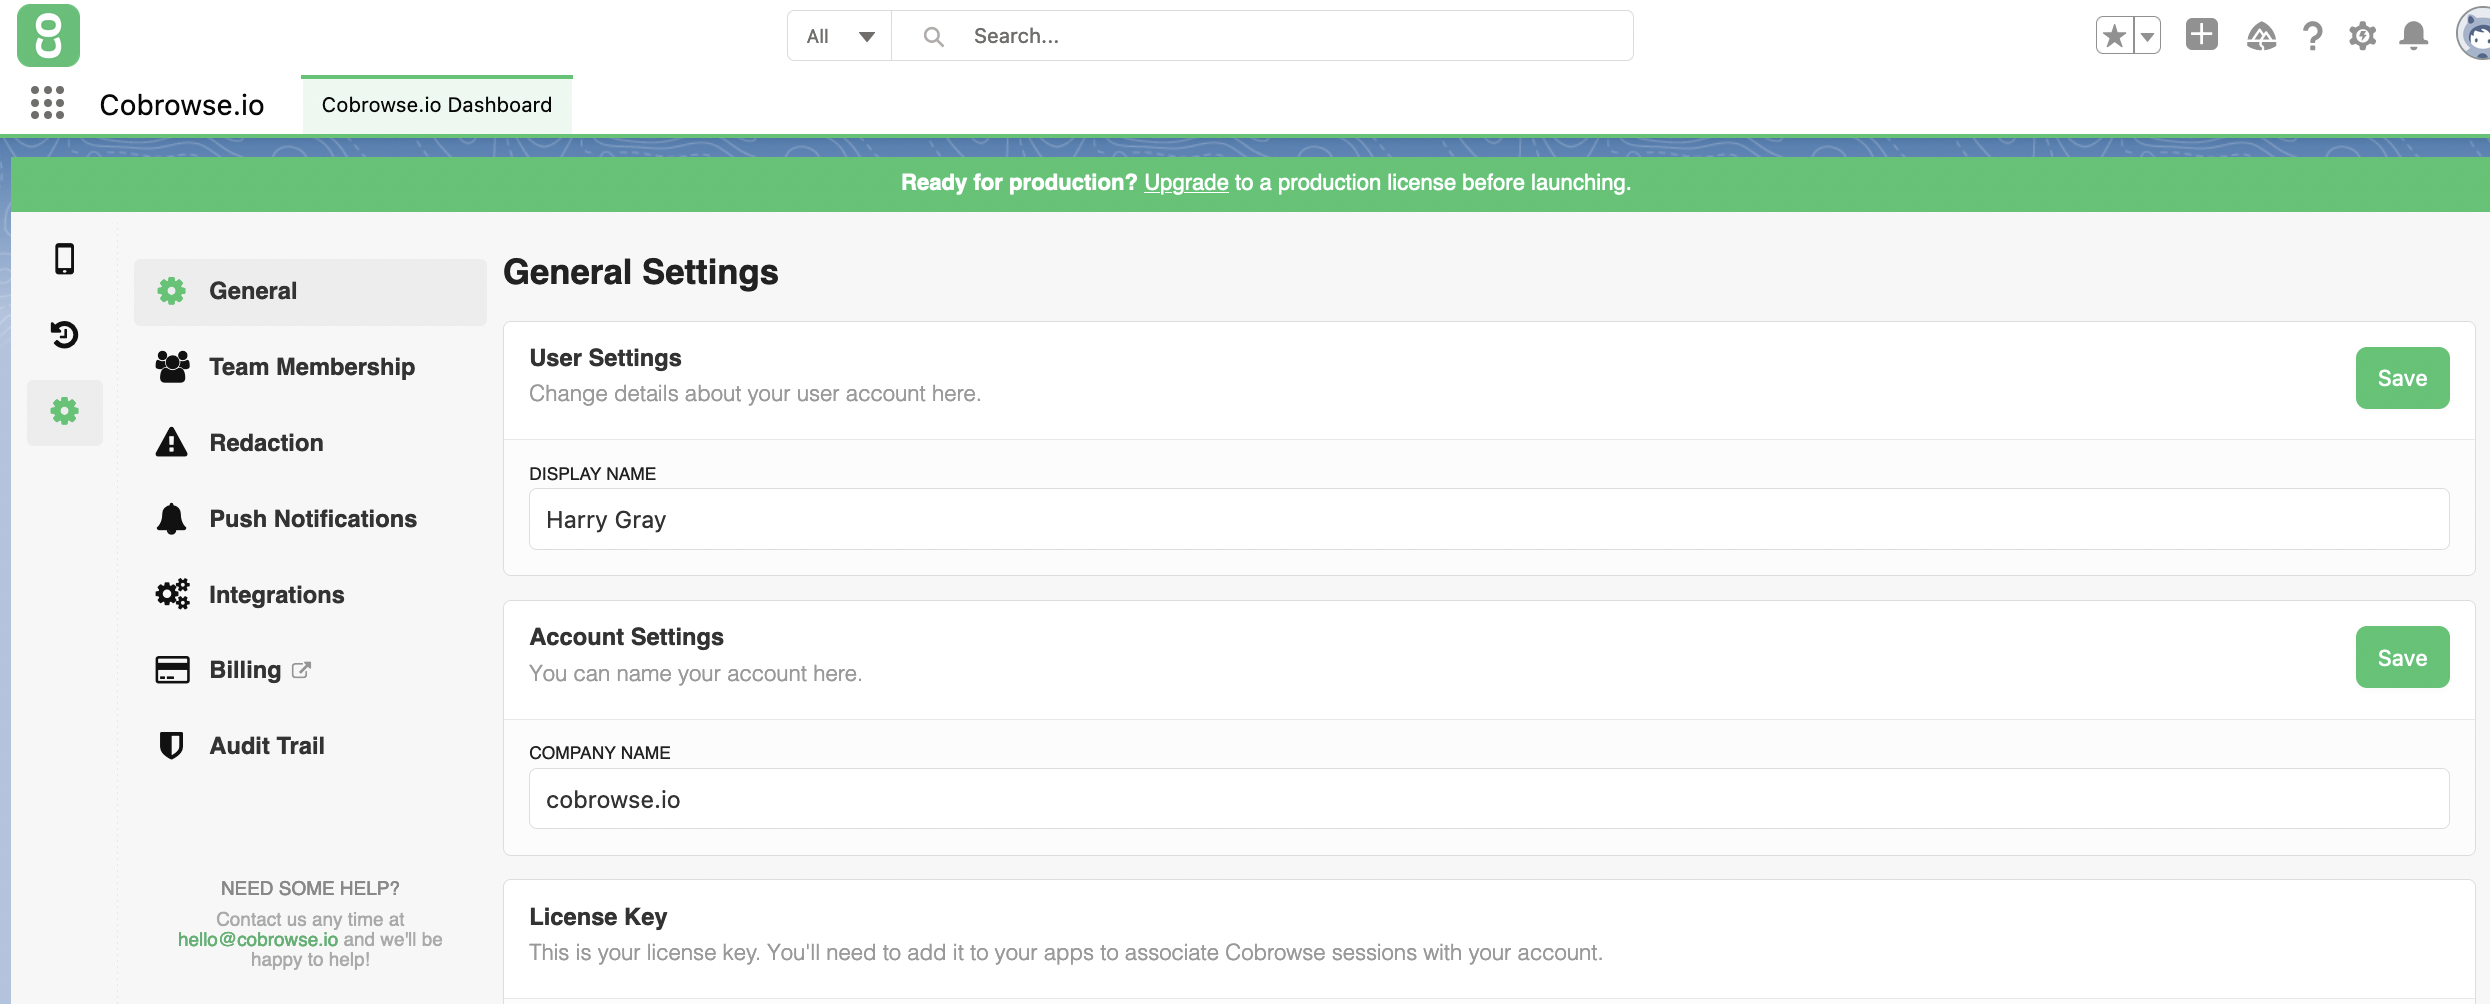 All
Search...
Cobrowse.io
Cobrowse.io Dashboard
Ready for production? Upgrade to a production license before launching.
General
Team Membership
Redaction
Push Notifications
Integrations
Billing
Audit Trail
NEED SOME HELP?
Contact us any time at
hello@cobrowse.io and we'll be
happy to help!
General Settings
User Settings
Change details about your user account here.
Save
DISPLAY NAME
Harry Gray
Account Settings
You can name your account here.
Save
COMPANY NAME
cobrowse.io
License Key
This is your license key. You'll need to add it to your apps to associate Cobrowse sessions with your account.